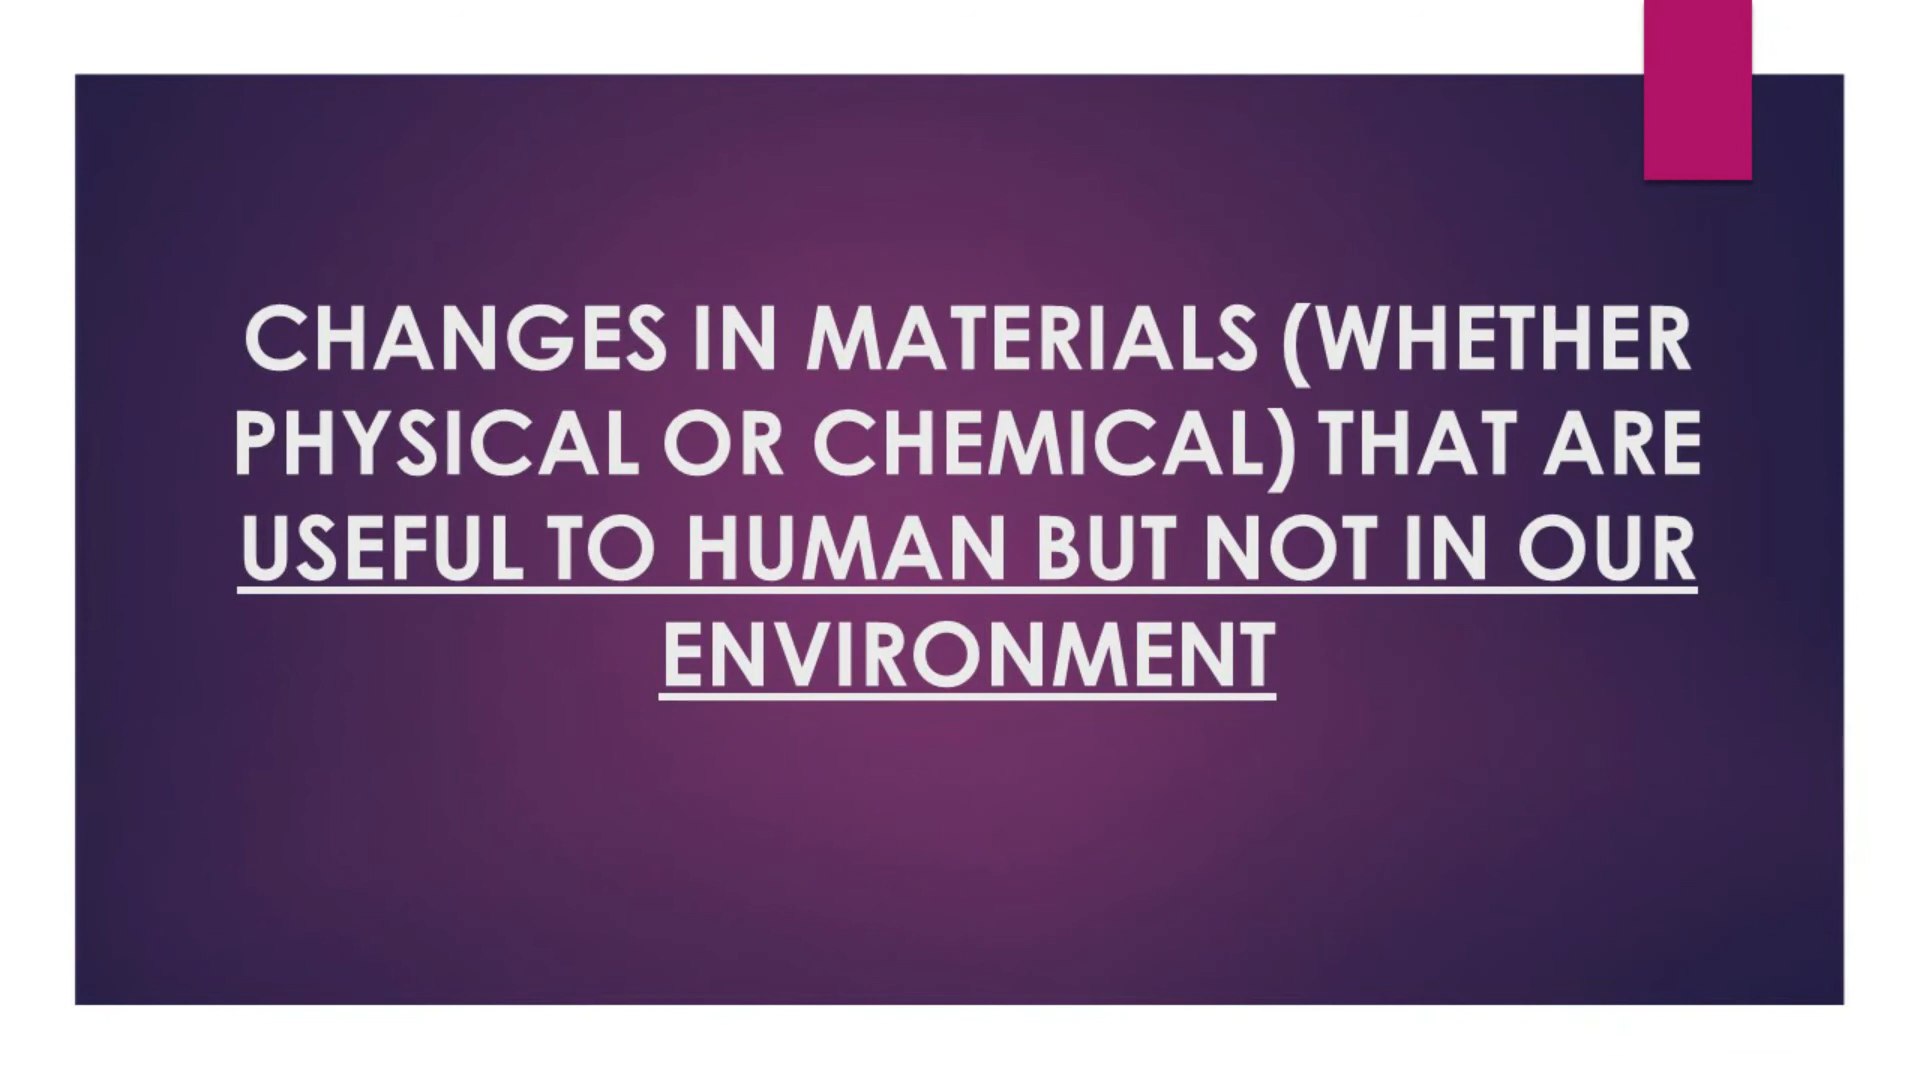 CHANGES IN MATERIALS (WHETHER
PHYSICAL OR CHEMICAL) THAT ARE
USEFUL TO HUMAN BUT NOT IN OUR
ENVIRONMENT